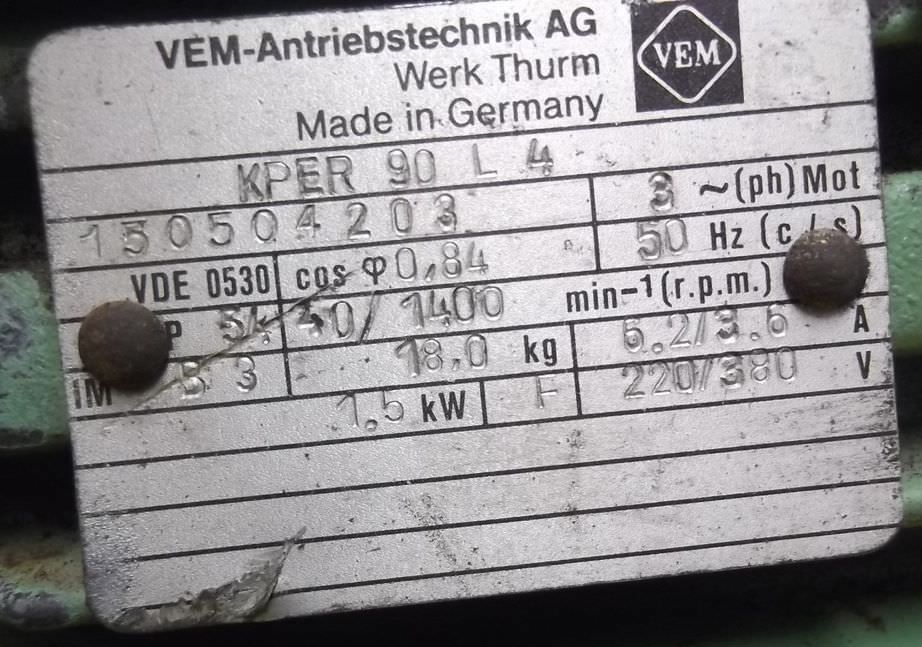 VEM-Antriebstechnik AG
VEM
Werk Thurm
Made in Germany
KPER 90 L 4
3 ~(ph) Mot
150504203
50 Hz (c/s)
VDE 0530 cos φ 0,84
P 54 /1400 min-1(r.p.m.)
18,0 kg 6.2/3.6 A
IM B 3
1,5 kW F 220/380 V